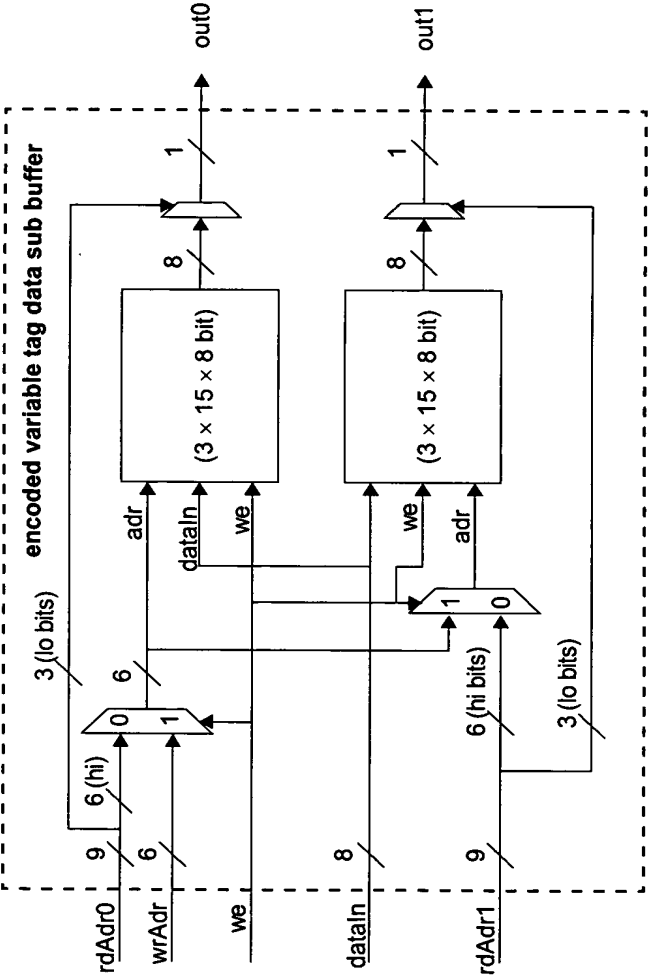 encoded variable tag data sub buffer
rdAdr0
9
6 (hi)
3 (lo bits)
wrAdr
6
0
1
6
we
adr
dataIn
we
(3 × 15 × 8 bit)
8
1
out0
dataIn
8
1
0
we
adr
(3 × 15 × 8 bit)
8
1
out1
rdAdr1
9
6 (hi bits)
3 (lo bits)